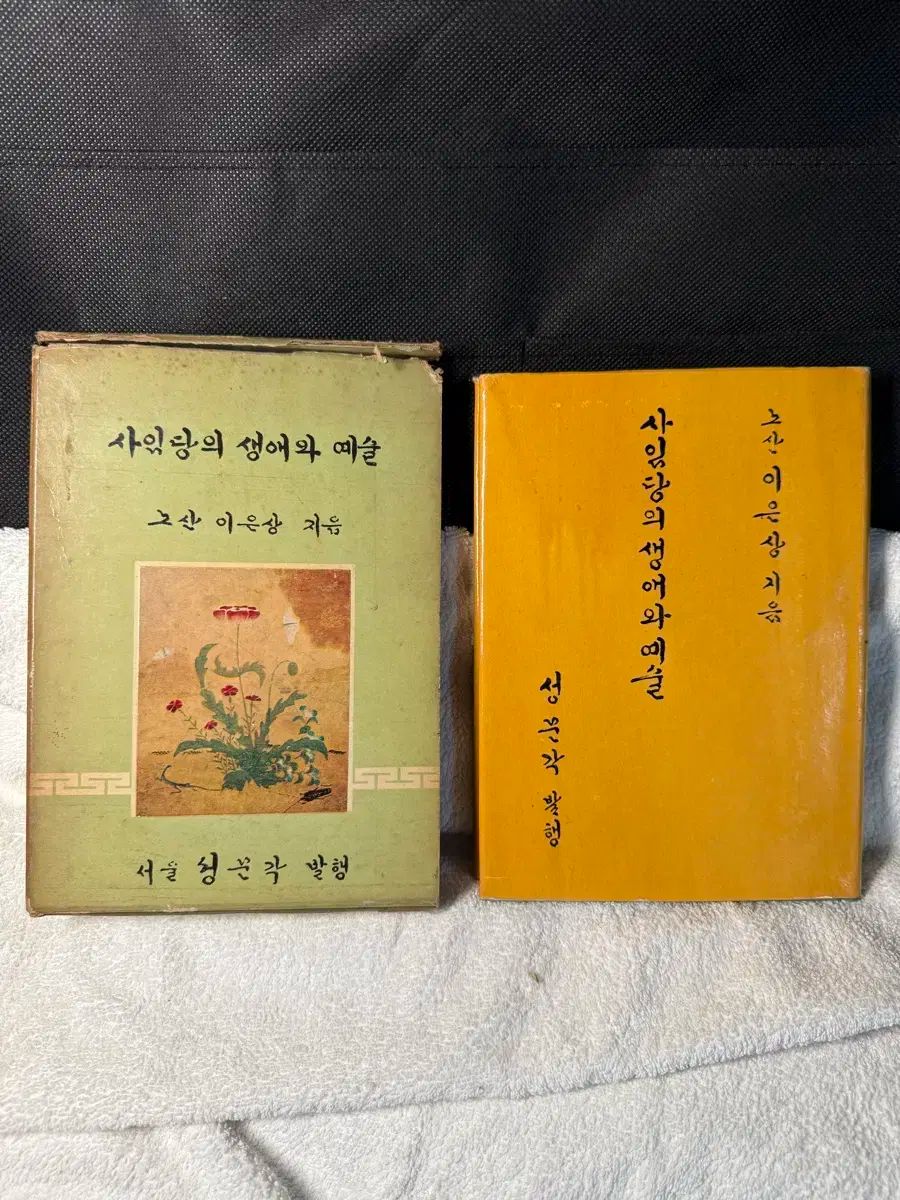 사임당의 생애와 예술
노산 이은상 지음
서울 성문각 발행
노산 이은상 지음
사임당의 생애와 예술
성문각 발행